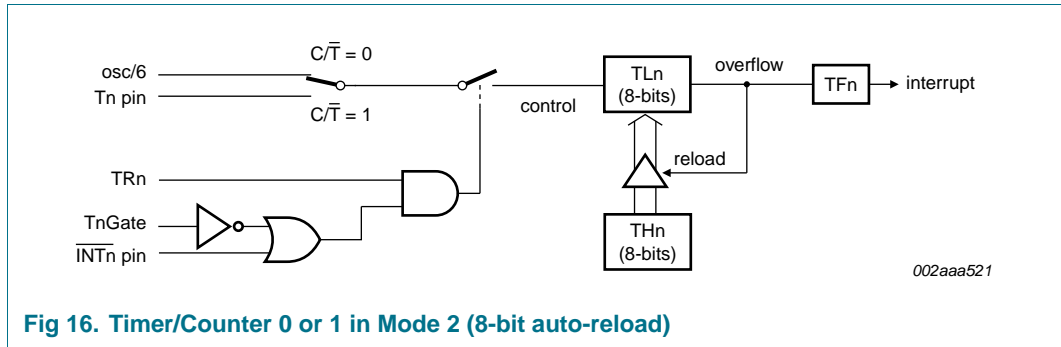 C/T̅ = 0
osc/6
Tn pin
C/T̅ = 1
TRn
TnGate
I̅N̅T̅n̅ pin
control
TLn
(8-bits)
overflow
TFn
interrupt
reload
THn
(8-bits)
002aaa521
Fig 16. Timer/Counter 0 or 1 in Mode 2 (8-bit auto-reload)